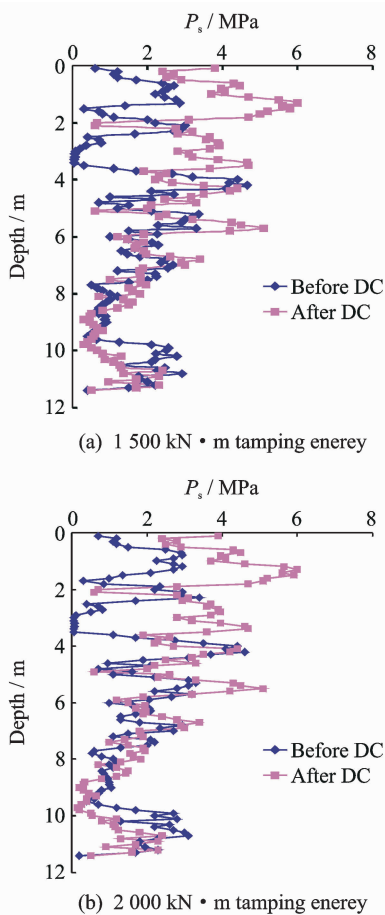 Ps / MPa
0 2 4 6 8
0
2
4
6
8
10
12
Depth / m
Before DC
After DC
(a) 1 500 kN • m tamping enerey
Ps / MPa
0 2 4 6 8
0
2
4
6
8
10
12
Depth / m
Before DC
After DC
(b) 2 000 kN • m tamping enerey